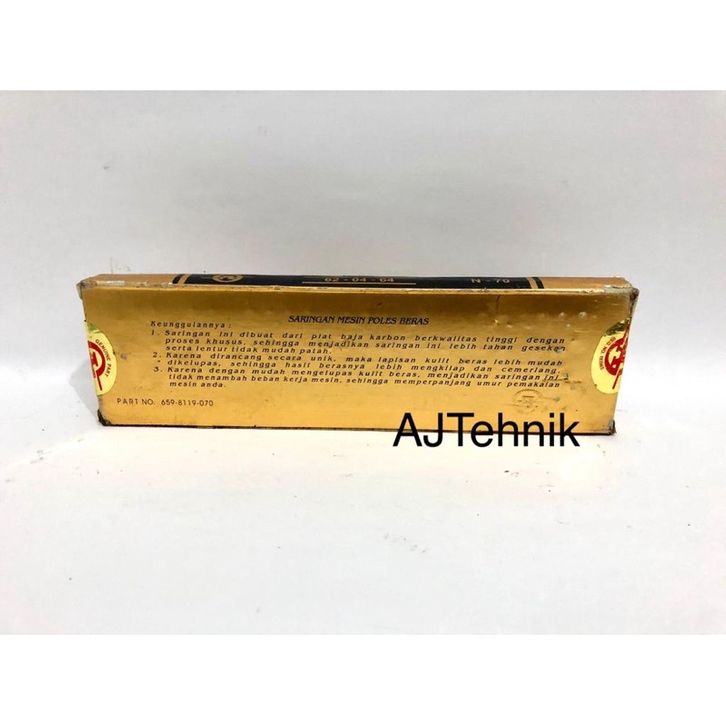 62 - 04 - 64
N - 70
SARINGAN MESIN POLES BERAS
Keunggulannya :
1. Saringan ini dibuat dari plat baja karbon berkwalitas tinggi dengan
proses khusus, sehingga menjadikan saringan ini lebih tahan gesekan
serta lentur tidak mudah patah.
2. Karena dirancang secara unik, maka lapisan kulit beras lebih mudah
dikelupas, sehingga hasil berasnya lebih mengkilap dan cemerlang.
3. Karena dengan mudah mengelupas kulit beras, menjadikan saringan ini
tidak menambah beban kerja mesin, sehingga memperpanjang umur pemakaian
mesin anda.
PART NO. 659-8119-070
AJTehnik